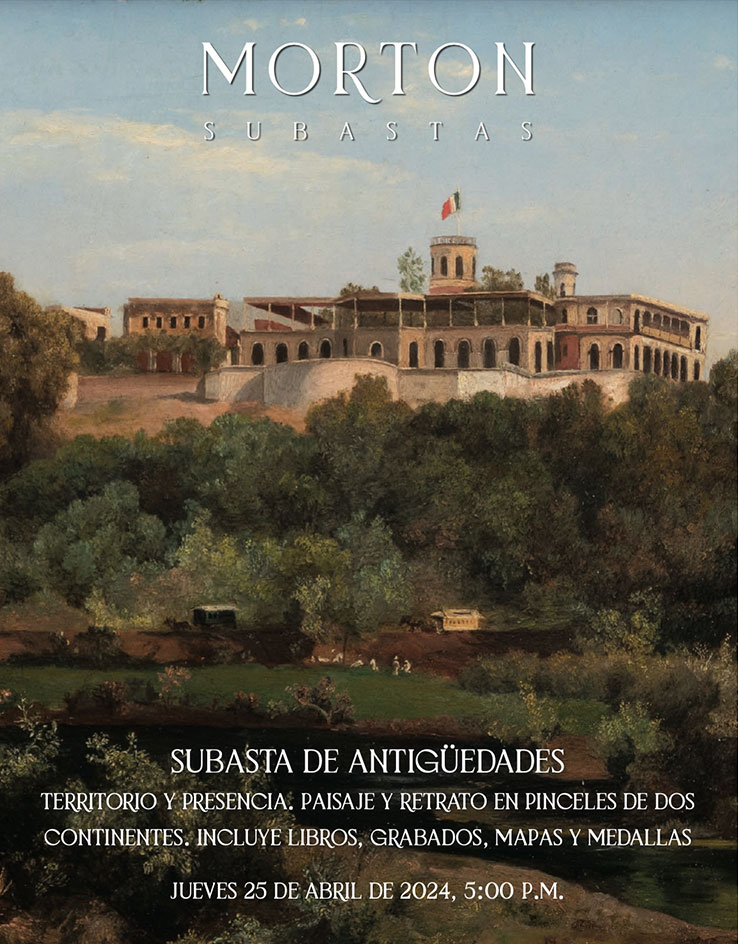 MORTON
SUBASTAS
SUBASTA DE ANTIGÜEDADES
TERRITORIO Y PRESENCIA. PAISAJE Y RETRATO EN PINCELES DE DOS
CONTINENTES. INCLUYE LIBROS, GRABADOS, MAPAS Y MEDALLAS
JUEVES 25 DE ABRIL DE 2024, 5:00 P.M.